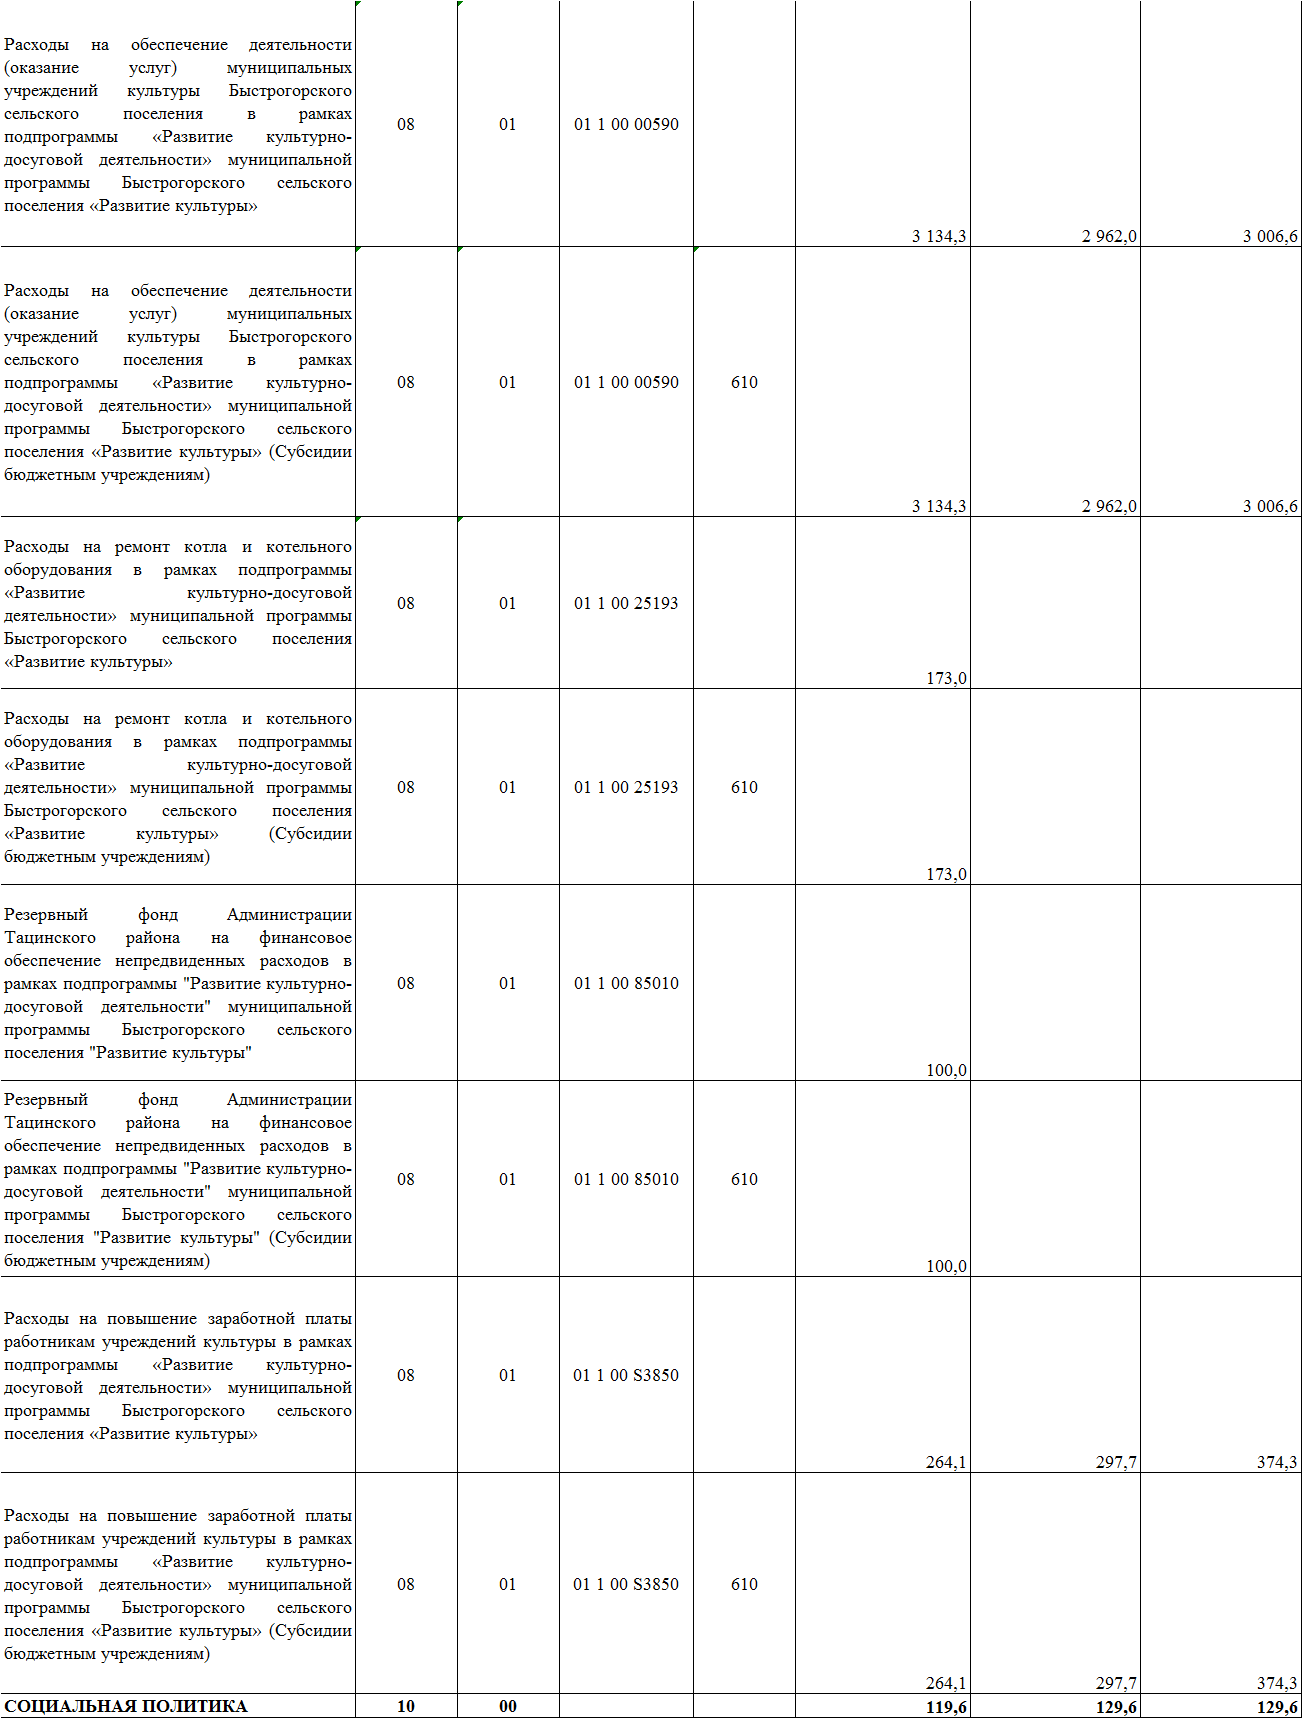 Расходы на обеспечение деятельности
(оказание услуг) муниципальных
учреждений культуры Быстрогорского
сельского поселения в рамках
подпрограммы «Развитие культурно-
досуговой деятельности» муниципальной
программы Быстрогорского сельского
поселения «Развитие культуры»
08 01 01 1 00 00590
3 134,3 2 962,0 3 006,6
Расходы на обеспечение деятельности
(оказание услуг) муниципальных
учреждений культуры Быстрогорского
сельского поселения в рамках
подпрограммы «Развитие культурно-
досуговой деятельности» муниципальной
программы Быстрогорского сельского
поселения «Развитие культуры» (Субсидии
бюджетным учреждениям)
08 01 01 1 00 00590 610
3 134,3 2 962,0 3 006,6
Расходы на ремонт котла и котельного
оборудования в рамках подпрограммы
«Развитие культурно-досуговой
деятельности» муниципальной программы
Быстрогорского сельского поселения
«Развитие культуры»
08 01 01 1 00 25193
173,0
Расходы на ремонт котла и котельного
оборудования в рамках подпрограммы
«Развитие культурно-досуговой
деятельности» муниципальной программы
Быстрогорского сельского поселения
«Развитие культуры» (Субсидии
бюджетным учреждениям)
08 01 01 1 00 25193 610
173,0
Резервный фонд Администрации
Тацинского района на финансовое
обеспечение непредвиденных расходов в
рамках подпрограммы "Развитие культурно-
досуговой деятельности" муниципальной
программы Быстрогорского сельского
поселения "Развитие культуры"
08 01 01 1 00 85010
100,0
Резервный фонд Администрации
Тацинского района на финансовое
обеспечение непредвиденных расходов в
рамках подпрограммы "Развитие культурно-
досуговой деятельности" муниципальной
программы Быстрогорского сельского
поселения "Развитие культуры" (Субсидии
бюджетным учреждениям)
08 01 01 1 00 85010 610
100,0
Расходы на повышение заработной платы
работникам учреждений культуры в рамках
подпрограммы «Развитие культурно-
досуговой деятельности» муниципальной
программы Быстрогорского сельского
поселения «Развитие культуры»
08 01 01 1 00 S3850
264,1 297,7 374,3
Расходы на повышение заработной платы
работникам учреждений культуры в рамках
подпрограммы «Развитие культурно-
досуговой деятельности» муниципальной
программы Быстрогорского сельского
поселения «Развитие культуры» (Субсидии
бюджетным учреждениям)
08 01 01 1 00 S3850 610
264,1 297,7 374,3
СОЦИАЛЬНАЯ ПОЛИТИКА 10 00 119,6 129,6 129,6